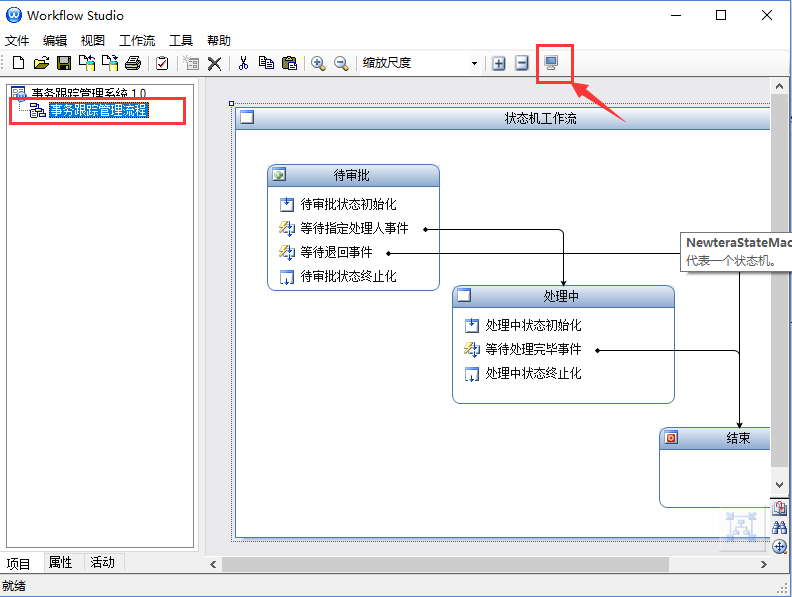 Workflow Studio
文件 编辑 视图 工作流 工具 帮助
缩放尺度
事务跟踪管理系统 1.0
事务跟踪管理流程
状态机工作流
待审批
待审批状态初始化
等待指定处理人事件
等待退回事件
待审批状态终止化
NewteraStateMac
代表一个状态机。
处理中
处理中状态初始化
等待处理完毕事件
处理中状态终止化
结束
项目 属性 活动
就绪